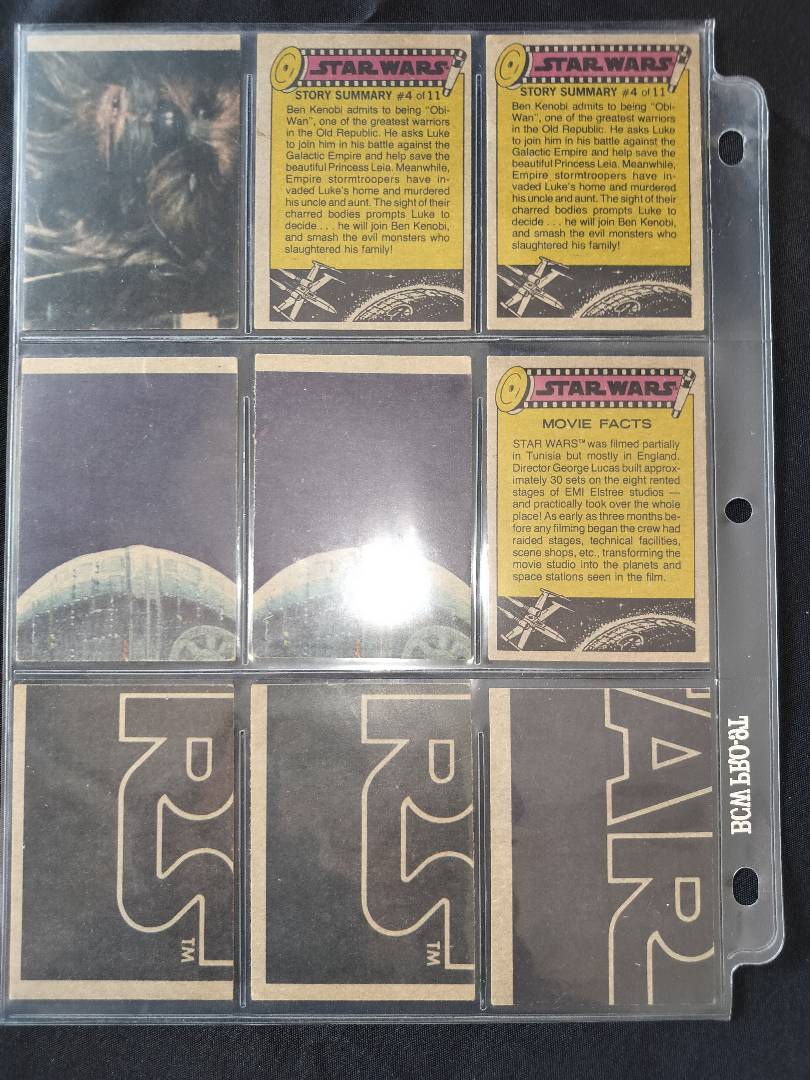 STAR WARS
STORY SUMMARY #4 of 11
Ben Kenobi admits to being "Obi-
Wan", one of the greatest warriors
in the Old Republic. He asks Luke
to join him in his battle against the
Galactic Empire and help save the
beautiful Princess Leia. Meanwhile,
Empire stormtroopers have in-
vaded Luke's home and murdered
his uncle and aunt. The sight of their
charred bodies prompts Luke to
decide . . . he will join Ben Kenobi,
and smash the evil monsters who
slaughtered his family!
STAR WARS
STORY SUMMARY #4 of 11
Ben Kenobi admits to being "Obi-
Wan", one of the greatest warriors
in the Old Republic. He asks Luke
to join him in his battle against the
Galactic Empire and help save the
beautiful Princess Leia. Meanwhile,
Empire stormtroopers have in-
vaded Luke's home and murdered
his uncle and aunt. The sight of their
charred bodies prompts Luke to
decide . . . he will join Ben Kenobi,
and smash the evil monsters who
slaughtered his family!
STAR WARS
MOVIE FACTS
STAR WARS™ was filmed partially
in Tunisia but mostly in England.
Director George Lucas built approx-
imately 30 sets on the eight rented
stages of EMI Elstree studios —
and practically took over the whole
place! As early as three months be-
fore any filming began the crew had
raided stages, technical facilities,
scene shops, etc., transforming the
movie studio into the planets and
space stations seen in the film.
RS
TM
RS
TM
TAR
BCW PRO-9T